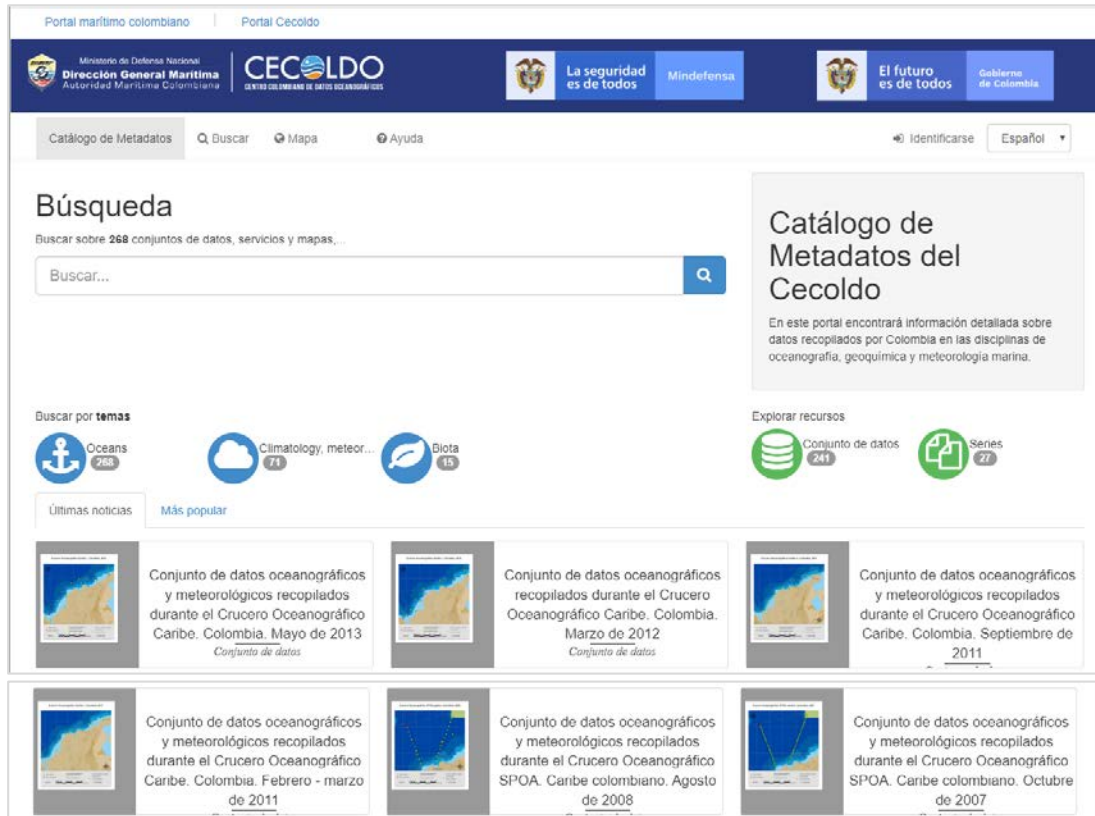 Portal marítimo colombiano
Portal Cecoldo
Ministerio de Defensa Nacional
Dirección General Marítima
Autoridad Marítima Colombiana
CECOLDO
CENTRO COLOMBIANO DE DATOS OCEANOGRÁFICOS
La seguridad
es de todos
Mindefensa
El futuro
es de todos
Gobierno
de Colombia
Catálogo de Metadatos
Buscar
Mapa
Ayuda
Identificarse
Español
Búsqueda
Buscar sobre 268 conjuntos de datos, servicios y mapas,...
Buscar...
Catálogo de
Metadatos del
Cecoldo
En este portal encontrará información detallada sobre
datos recopilados por Colombia en las disciplinas de
oceanografía, geoquímica y meteorología marina.
Buscar por temas
Oceans
268
Climatology, meteor...
71
Biota
15
Explorar recursos
Conjunto de datos
241
Series
27
Últimas noticias
Más popular
Conjunto de datos oceanográficos
y meteorológicos recopilados
durante el Crucero Oceanográfico
Caribe. Colombia. Mayo de 2013
Conjunto de datos
Conjunto de datos oceanográficos
recopilados durante el Crucero
Oceanográfico Caribe. Colombia.
Marzo de 2012
Conjunto de datos
Conjunto de datos oceanográficos
y meteorológicos recopilados
durante el Crucero Oceanográfico
Caribe. Colombia. Septiembre de
2011
Conjunto de datos oceanográficos
y meteorológicos recopilados
durante el Crucero Oceanográfico
Caribe. Colombia. Febrero - marzo
de 2011
Conjunto de datos oceanográficos
y meteorológicos recopilados
durante el Crucero Oceanográfico
SPOA. Caribe colombiano. Agosto
de 2008
Conjunto de datos oceanográficos
y meteorológicos recopilados
durante el Crucero Oceanográfico
SPOA. Caribe colombiano. Octubre
de 2007